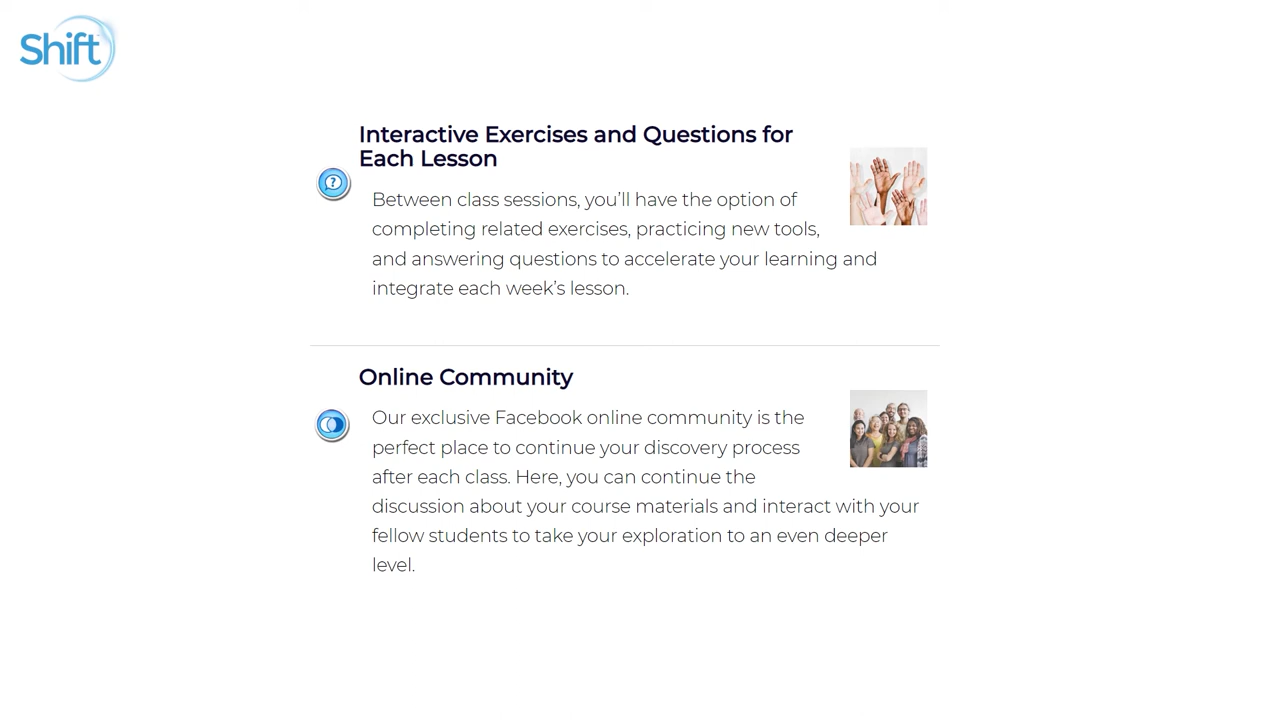 Shift
Interactive Exercises and Questions for
Each Lesson
?
Between class sessions, you'll have the option of
completing related exercises, practicing new tools,
and answering questions to accelerate your learning and
integrate each week's lesson.
Online Community
Our exclusive Facebook online community is the
perfect place to continue your discovery process
after each class. Here, you can continue the
discussion about your course materials and interact with your
fellow students to take your exploration to an even deeper
level.